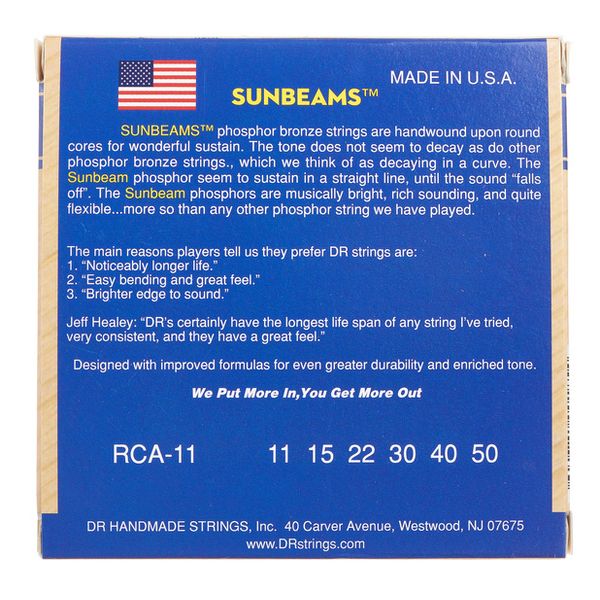 MADE IN U.S.A.
SUNBEAMS™
SUNBEAMS™ phosphor bronze strings are handwound upon round
cores for wonderful sustain. The tone does not seem to decay as do other
phosphor bronze strings., which we think of as decaying in a curve. The
Sunbeam phosphor seem to sustain in a straight line, until the sound “falls
off”. The Sunbeam phosphors are musically bright, rich sounding, and quite
flexible...more so than any other phosphor string we have played.
The main reasons players tell us they prefer DR strings are:
1. “Noticeably longer life.”
2. “Easy bending and great feel.”
3. “Brighter edge to sound.”
Jeff Healey: “DR’s certainly have the longest life span of any string I’ve tried,
very consistent, and they have a great feel.”
Designed with improved formulas for even greater durability and enriched tone.
We Put More In,You Get More Out
RCA-11 11 15 22 30 40 50
DR HANDMADE STRINGS, Inc. 40 Carver Avenue, Westwood, NJ 07675
www.DRstrings.com